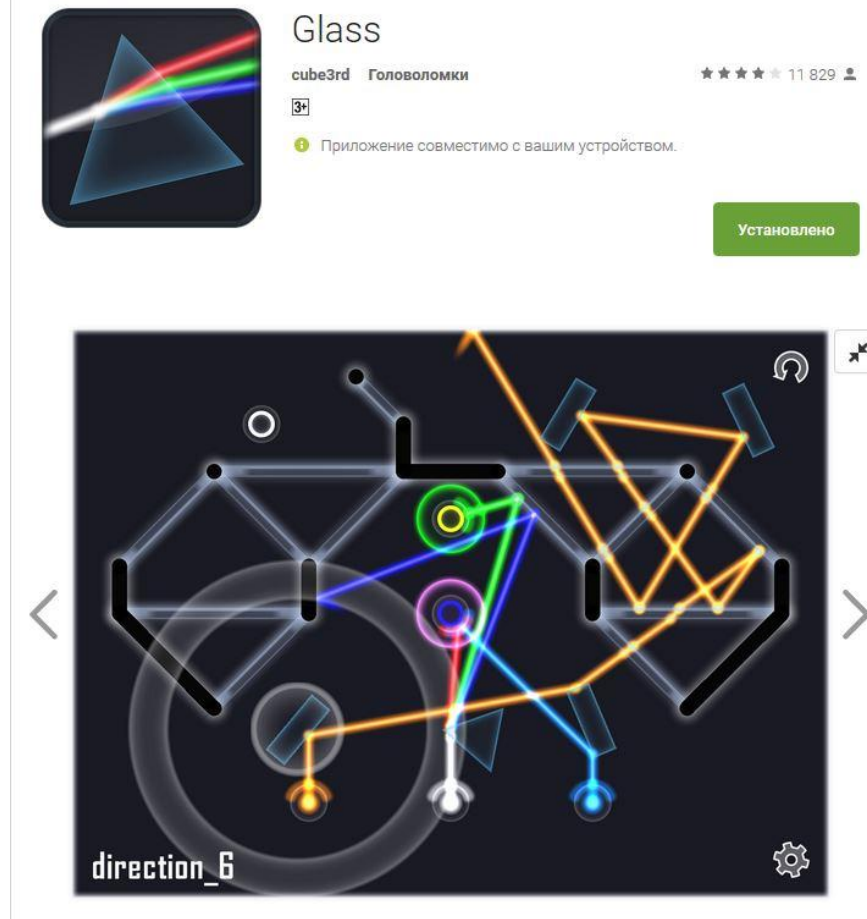 Glass
cube3rd Головоломки 11 829
3+
Приложение совместимо с вашим устройством.
Установлено
direction_6